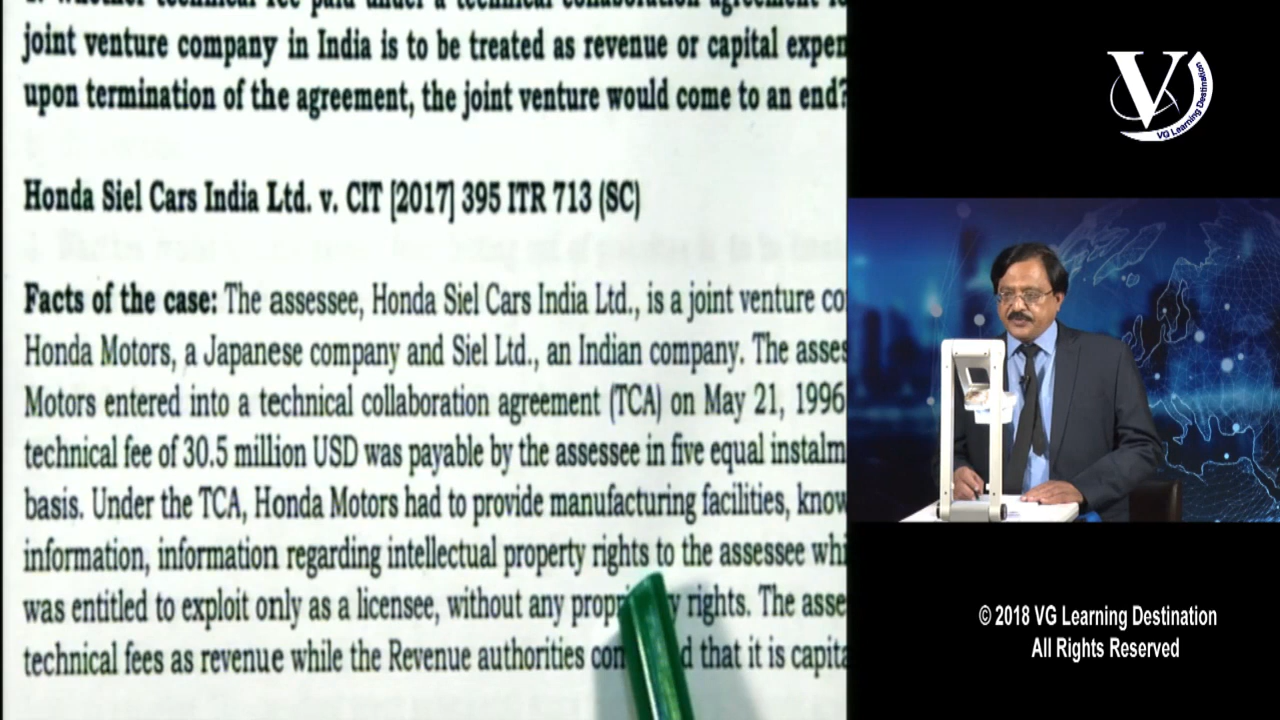 joint venture company in India is to be treated as revenue or capital expen
upon termination of the agreement, the joint venture would come to an end?
Honda Siel Cars India Ltd. v. CIT [2017] 395 ITR 713 (SC)
Facts of the case: The assessee, Honda Siel Cars India Ltd., is a joint venture co
Honda Motors, a Japanese company and Siel Ltd., an Indian company. The asses
Motors entered into a technical collaboration agreement (TCA) on May 21, 1996
technical fee of 30.5 million USD was payable by the assessee in five equal instalm
basis. Under the TCA, Honda Motors had to provide manufacturing facilities, know
information, information regarding intellectual property rights to the assessee whi
was entitled to exploit only as a licensee, without any rights. The asse
technical fees as revenue while the Revenue authorities that it is capita
V
VG Learning Destination
© 2018 VG Learning Destination
All Rights Reserved